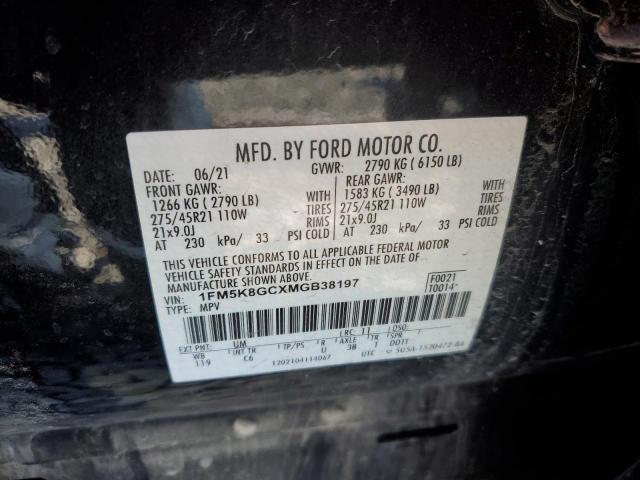 MFD. BY FORD MOTOR CO.
DATE: 06/21 GVWR: 2790 KG ( 6150 LB)
FRONT GAWR: REAR GAWR:
1266 KG ( 2790 LB) WITH 1583 KG ( 3490 LB) WITH
275/45R21 110W TIRES 275/45R21 110W TIRES
21x9.0J RIMS 21x9.0J RIMS
AT 230 kPa/ 33 PSI COLD AT 230 kPa/ 33 PSI COLD
THIS VEHICLE CONFORMS TO ALL APPLICABLE FEDERAL MOTOR
VEHICLE SAFETY STANDARDS IN EFFECT ON THE DATE OF
MANUFACTURE SHOWN ABOVE.
VIN: 1FM5K8GCXMGB38197 F0021
TYPE: MPV T0014
EXT PNT: UM RC: 11 DSO:
WB INT TR TP/PS R AXLE TR SPR
119 C6 U 3B 1 DDTT
1202104114067 UTC